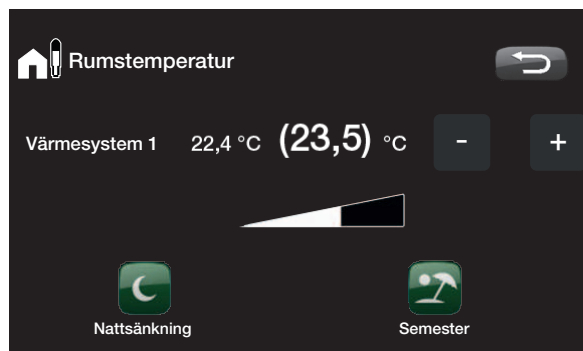 Rumstemperatur
Värmesystem 1 22,4 °C (23,5) °C - +
Nattsänkning Semester